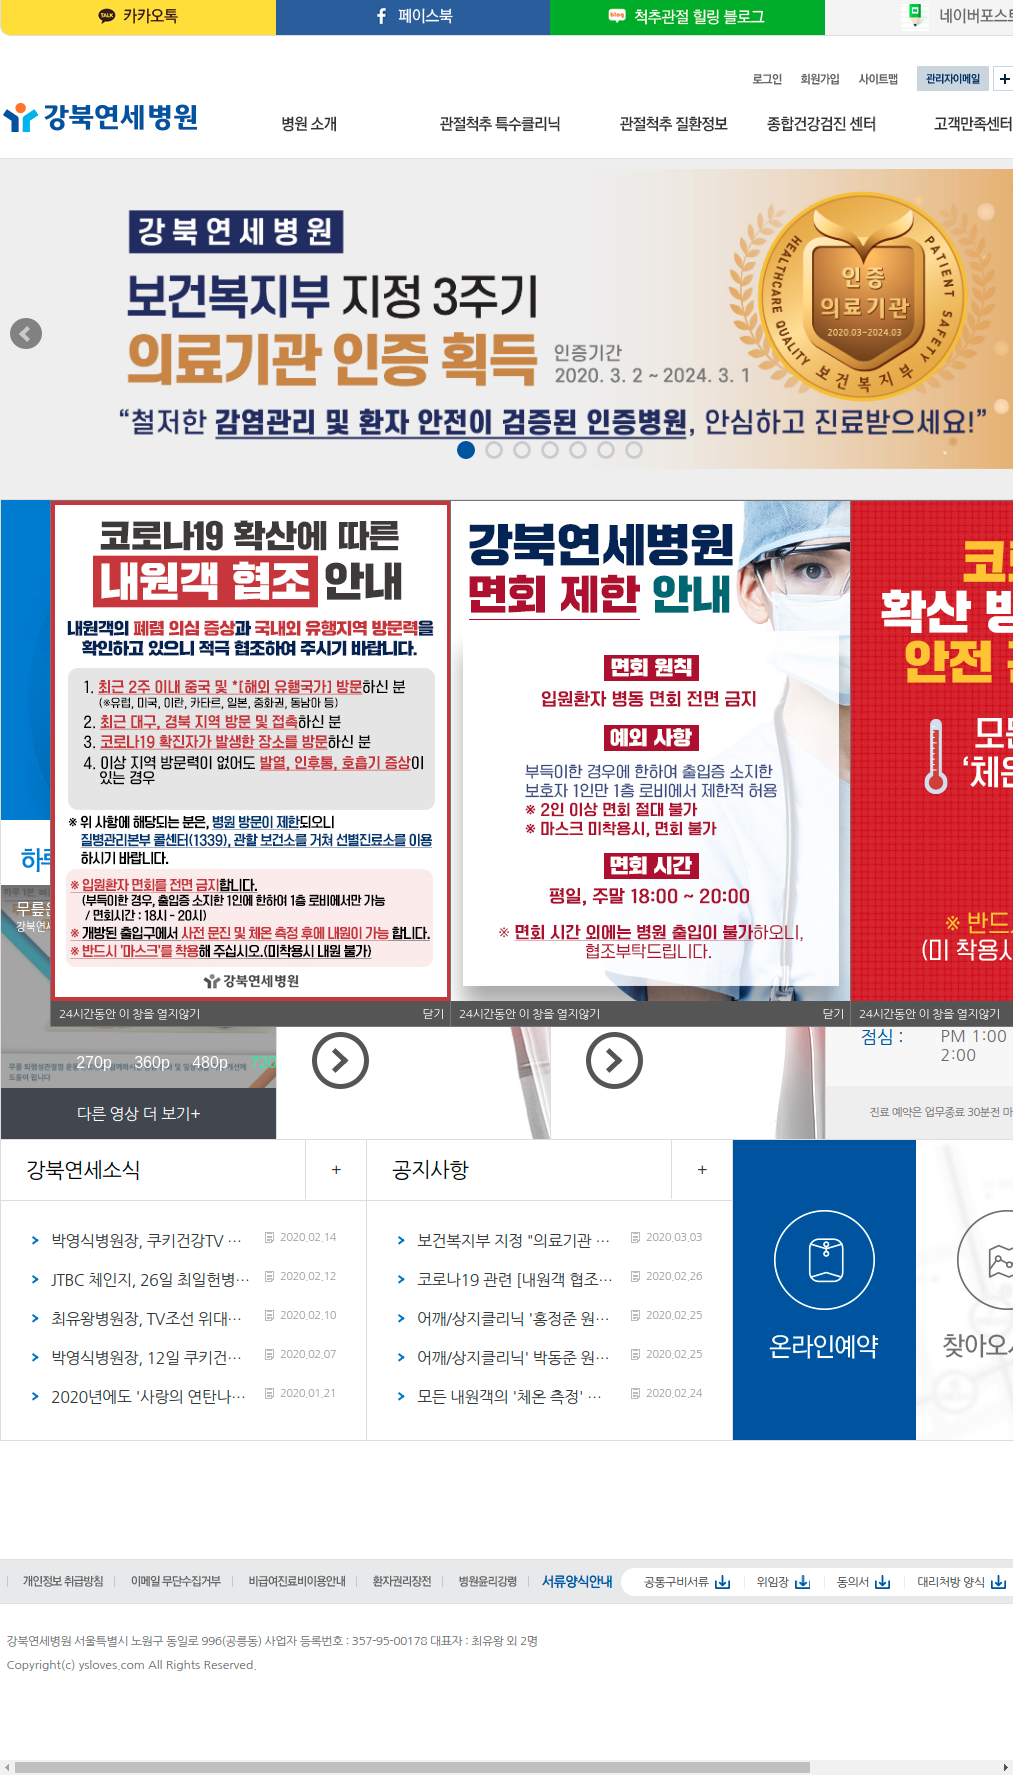 카카오톡
페이스북
척추관절 힐링 블로그
네이버포스트
로그인
회원가입
사이트맵
관리자이메일
강북연세병원
병원 소개
관절척추 특수클리닉
관절척추 질환정보
종합건강검진 센터
고객만족센터
강북연세병원
보건복지부 지정 3주기
의료기관 인증 획득
인증기간
2020. 3. 2 ~ 2024. 3. 1
HEALTHCARE QUALITY 보건복지부 PATIENT SAFETY
인증
의료기관
2020.03~2024.03
“철저한 감염관리 및 환자 안전이 검증된 인증병원, 안심하고 진료받으세요!”
코로나19 확산에 따른
내원객 협조 안내
내원객의 폐렴 의심 증상과 국내외 유행지역 방문력을
확인하고 있으니 적극 협조하여 주시기 바랍니다.
1. 최근 2주 이내 중국 및 *[해외 유행국가] 방문하신 분
(※유럽, 미국, 이란, 카타르, 일본, 중화권, 동남아 등)
2. 최근 대구, 경북 지역 방문 및 접촉하신 분
3. 코로나19 확진자가 발생한 장소를 방문하신 분
4. 이상 지역 방문력이 없어도 발열, 인후통, 호흡기 증상이
있는 경우
※ 위 사항에 해당되는 분은, 병원 방문이 제한되오니
질병관리본부 콜센터(1339), 관할 보건소를 거쳐 선별진료소를 이용
하시기 바랍니다.
※ 입원환자 면회를 전면 금지합니다.
(부득이한 경우, 출입증 소지한 1인에 한하여 1층 로비에서만 가능
/ 면회시간 : 18시 - 20시)
※ 개방된 출입구에서 사전 문진 및 체온 측정 후에 내원이 가능 합니다.
※ 반드시 '마스크'를 착용해 주십시오.(미착용시 내원 불가)
강북연세병원
24시간동안 이 창을 열지않기
닫기
강북연세병원
면회 제한 안내
면회 원칙
입원환자 병동 면회 전면 금지
예외 사항
부득이한 경우에 한하여 출입증 소지한
보호자 1인만 1층 로비에서 제한적 허용
※ 2인 이상 면회 절대 불가
※ 마스크 미착용시, 면회 불가
면회 시간
평일, 주말 18:00 ~ 20:00
※ 면회 시간 외에는 병원 출입이 불가하오니,
협조부탁드립니다.
24시간동안 이 창을 열지않기
닫기
확산
안전
모든
‘체온
※ 반드시
(미 착용시
24시간동안 이 창을 열지않기
하루
무릎
강북연세
270p
360p
480p
720
다른 영상 더 보기+
점심 :
PM 1:00
2:00
진료 예약은 업무종료 30분전 마
강북연세소식
+
박영식병원장, 쿠키건강TV ···
2020.02.14
JTBC 체인지, 26일 최일헌병···
2020.02.12
최유왕병원장, TV조선 위대···
2020.02.10
박영식병원장, 12일 쿠키건···
2020.02.07
2020년에도 '사랑의 연탄나···
2020.01.21
공지사항
+
보건복지부 지정 "의료기관 ···
2020.03.03
코로나19 관련 [내원객 협조···
2020.02.26
어깨/상지클리닉 '홍정준 원···
2020.02.25
어깨/상지클리닉' 박동준 원···
2020.02.25
모든 내원객의 '체온 측정' ···
2020.02.24
온라인예약
찾아오시
개인정보 취급방침
이메일 무단수집거부
비급여진료비이용안내
환자권리장전
병원윤리강령
서류양식안내
공통구비서류
위임장
동의서
대리처방 양식
강북연세병원 서울특별시 노원구 동일로 996(공릉동) 사업자 등록번호 : 357-95-00178 대표자 : 최유왕 외 2명
Copyright(c) ysloves.com All Rights Reserved.